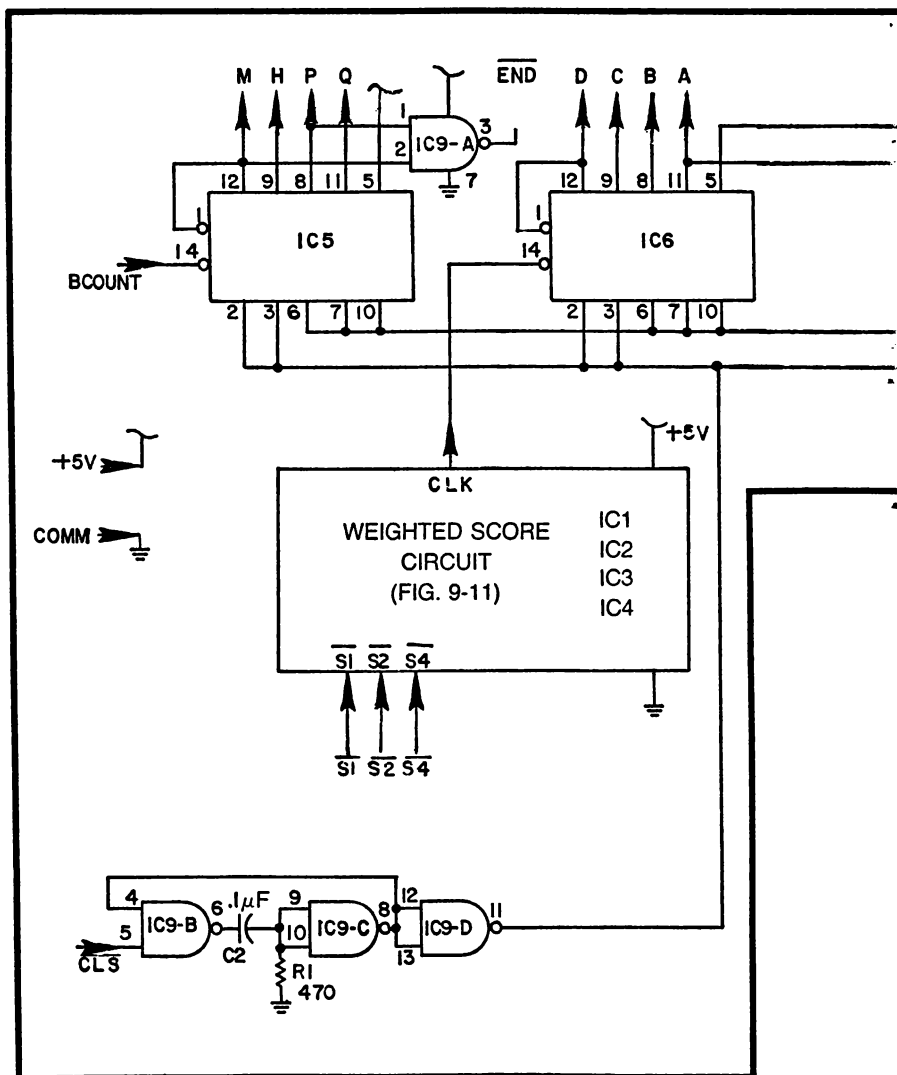 M H P Q END D C B A
1
2
3
IC9-A
7
12 9 8 11 5
12 9 8 11 5
1
14
IC5
BCOUNT
1
14
IC6
2 3 6 7 10
2 3 6 7 10
+5V
COMM
+5V
CLK
WEIGHTED SCORE
CIRCUIT
(FIG. 9-11)
IC1
IC2
IC3
IC4
S1 S2 S4
S1 S2 S4
4
5
IC9-B
6
.1µF
C2
9
10
IC9-C
8
12
13
IC9-D
11
CLS
R1
470